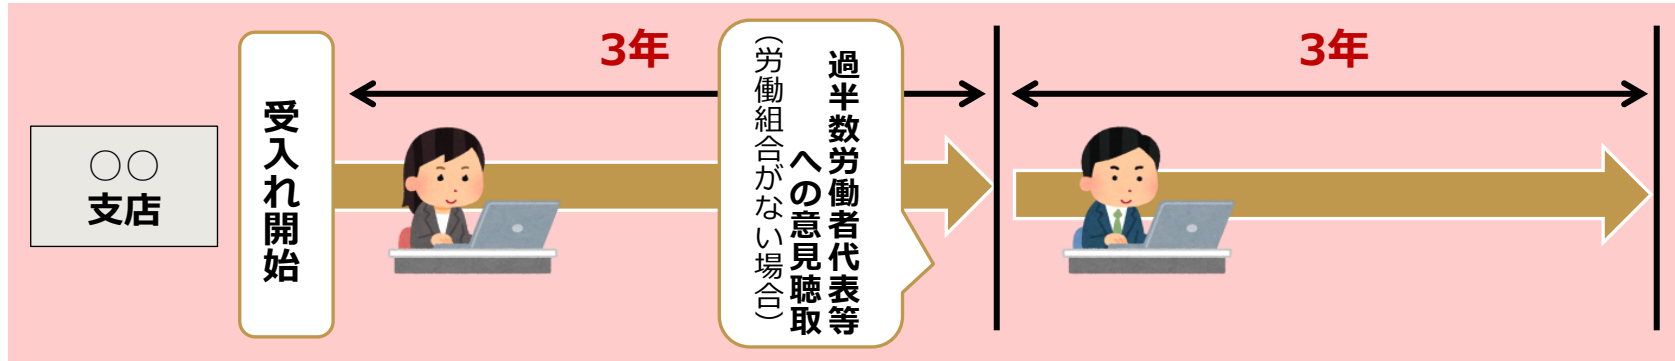 ○○
支店
受入れ開始
3年
過半数労働者代表等
への意見聴取
（労働組合がない場合）
3年